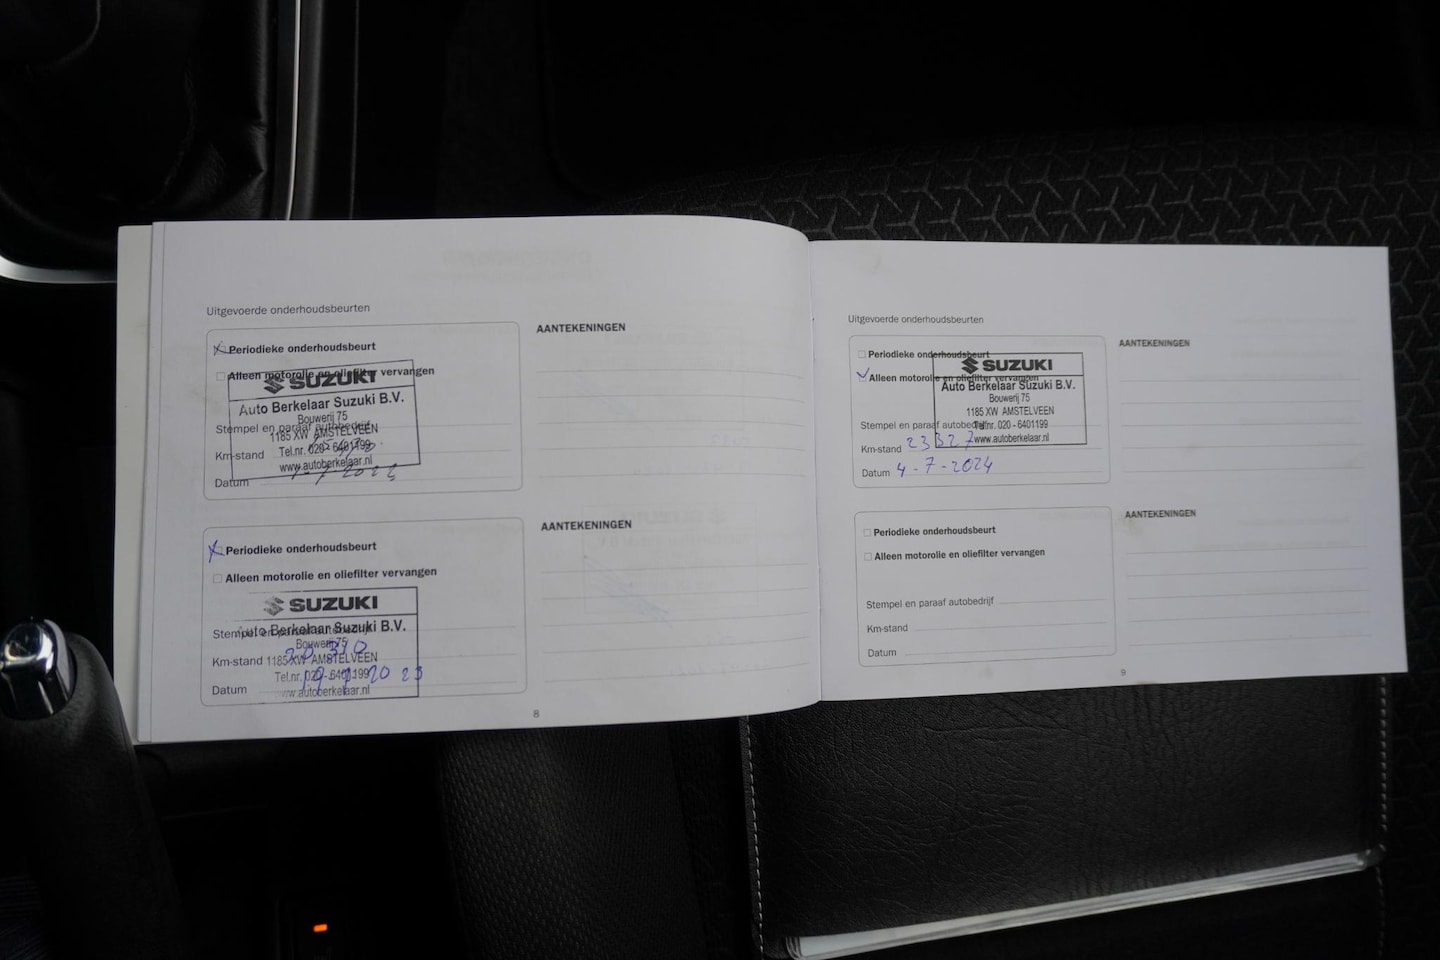 Uitgevoerde onderhoudsbeurten
Periodieke onderhoudsbeurt
Alleen motorolie en oliefilter vervangen
SUZUKI
Auto Berkelaar Suzuki B.V.
Bouwerij 75
1185 XW AMSTELVEEN
Tel.nr. 020 - 6401199
www.autoberkelaar.nl
Stempel en paraaf autobedrijf
Km-stand
Datum
AANTEKENINGEN
Periodieke onderhoudsbeurt
Alleen motorolie en oliefilter vervangen
SUZUKI
Auto Berkelaar Suzuki B.V.
Bouwerij 75
1185 XW AMSTELVEEN
Tel.nr. 020 - 6401199
www.autoberkelaar.nl
Stempel en paraaf autobedrijf
Km-stand
Datum
AANTEKENINGEN
8
Uitgevoerde onderhoudsbeurten
Periodieke onderhoudsbeurt
Alleen motorolie en oliefilter vervangen
SUZUKI
Auto Berkelaar Suzuki B.V.
Bouwerij 75
1185 XW AMSTELVEEN
Tel.nr. 020 - 6401199
www.autoberkelaar.nl
Stempel en paraaf autobedrijf
Km-stand 23327
Datum 4-7-2024
AANTEKENINGEN
Periodieke onderhoudsbeurt
Alleen motorolie en oliefilter vervangen
Stempel en paraaf autobedrijf
Km-stand
Datum
AANTEKENINGEN
9